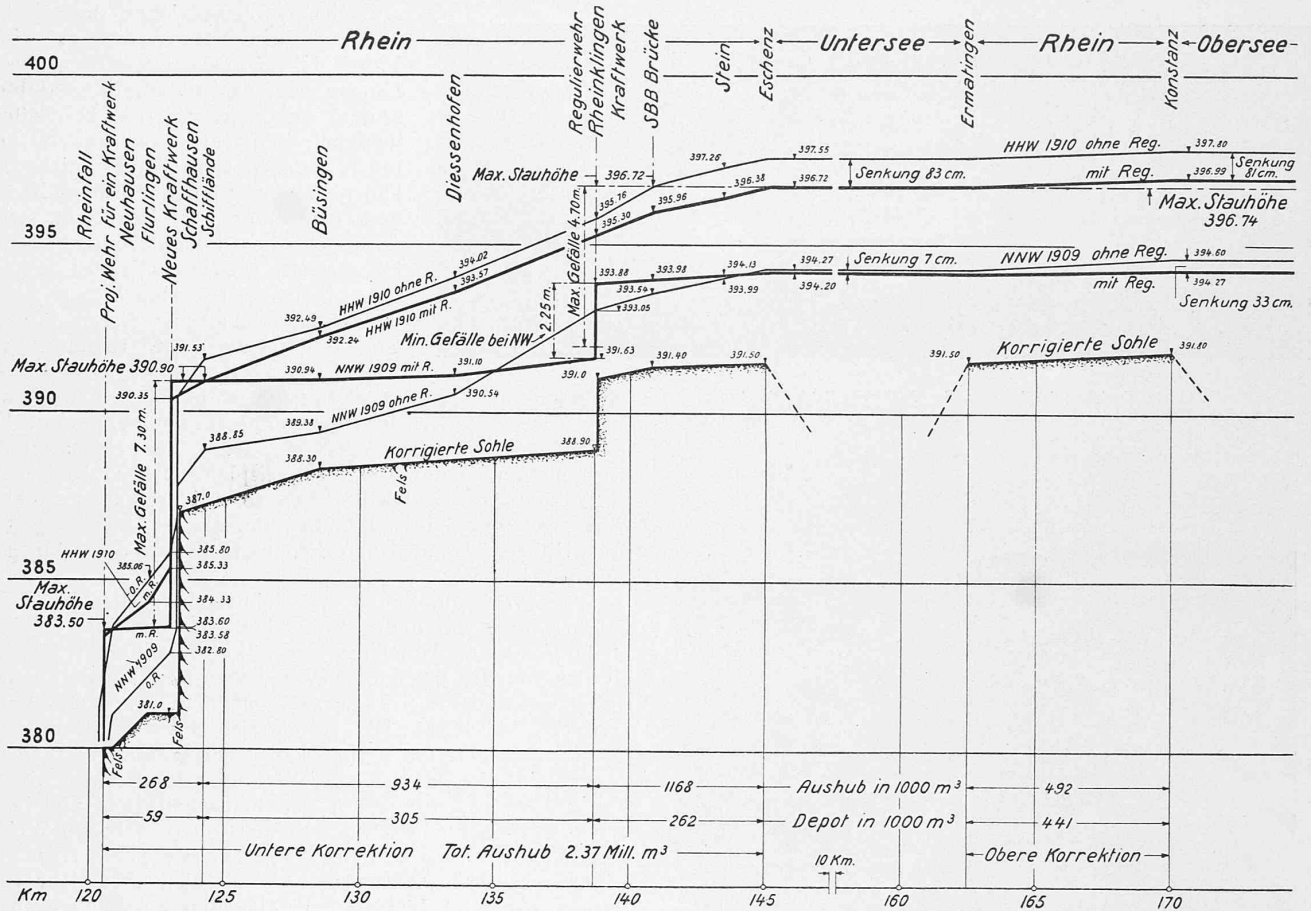 Rhein
Untersee
Rhein
Obersee
400
Rheinfall
Proj. Wehr für ein Kraftwerk
Neuhausen
Flurlingen
Neues Kraftwerk
Schaffhausen
Schifflände
Büsingen
Diessenhofen
Regulierwehr
Rheinklingen
Kraftwerk
SBB Brücke
Stein
Eschenz
Ermatingen
Konstanz
397.26
397.55
HHW 1910 ohne Reg.
397.80
Max. Stauhöhe
396.72
396.38
396.72
Senkung 83 cm.
mit Reg.
396.99
Senkung
81 cm.
Max. Stauhöhe
396.74
395.76
395.30
395.96
395
Max. Gefälle 4.70 m.
394.02
393.57
HHW 1910 ohne R.
HHW 1910 mit R.
393.88
393.98
394.13
394.27
Senkung 7 cm.
NNW 1909 ohne Reg.
394.60
393.54
393.99
394.20
mit Reg.
394.27
Senkung 33 cm.
393.05
2.25 m.
Min. Gefälle bei NW
392.49
392.24
391.53
391.63
Max. Stauhöhe 390.90
390.94
NNW 1909 mit R.
391.10
391.0
391.40
391.50
391.50
Korrigierte Sohle
391.80
390.35
390
NNW 1909 ohne R.
390.54
389.38
388.85
388.30
Korrigierte Sohle
388.90
Fels
Max. Gefälle 7.30 m.
387.0
HHW 1910
385.06
o.R.
m.R.
385.80
385.33
385
Max.
Stauhöhe
383.50
384.33
383.60
383.58
382.80
m.R.
NNW 1909
o.R.
381.0
380
Fels
Fels
268
934
1168
Aushub in 1000 m³
492
59
305
262
Depot in 1000 m³
441
Untere Korrektion Tot. Aushub 2.37 Mill. m³
10 Km.
Obere Korrektion
Km
120
125
130
135
140
145
150
160
165
170